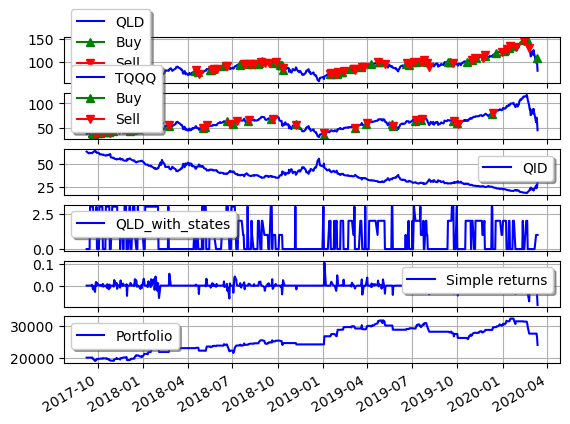 QLD
Buy
Sell
150
100
TQQQ
Buy
Sell
100
50
QID
50
25
QLD_with_states
2.5
0.0
Simple returns
0.1
0.0
Portfolio
30000
20000
2017-10 2018-01 2018-04 2018-07 2018-10 2019-01 2019-04 2019-07 2019-10 2020-01 2020-04